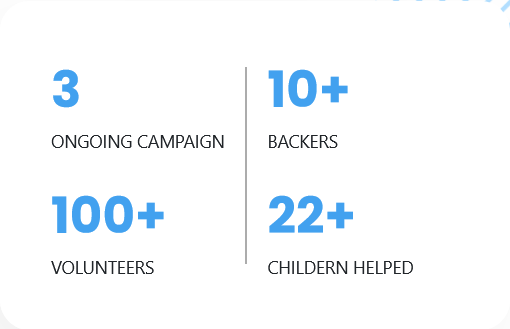 3
ONGOING CAMPAIGN
10+
BACKERS
100+
VOLUNTEERS
22+
CHILDERN HELPED